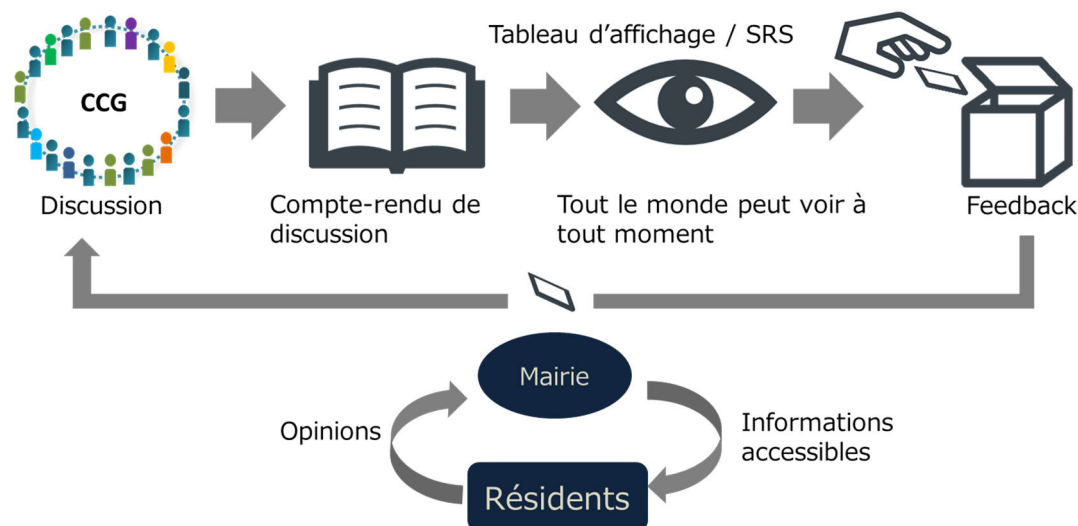 Tableau d’affichage / SRS
CCG
Discussion
Compte-rendu de
discussion
Tout le monde peut voir à
tout moment
Feedback
Mairie
Opinions
Informations
accessibles
Résidents